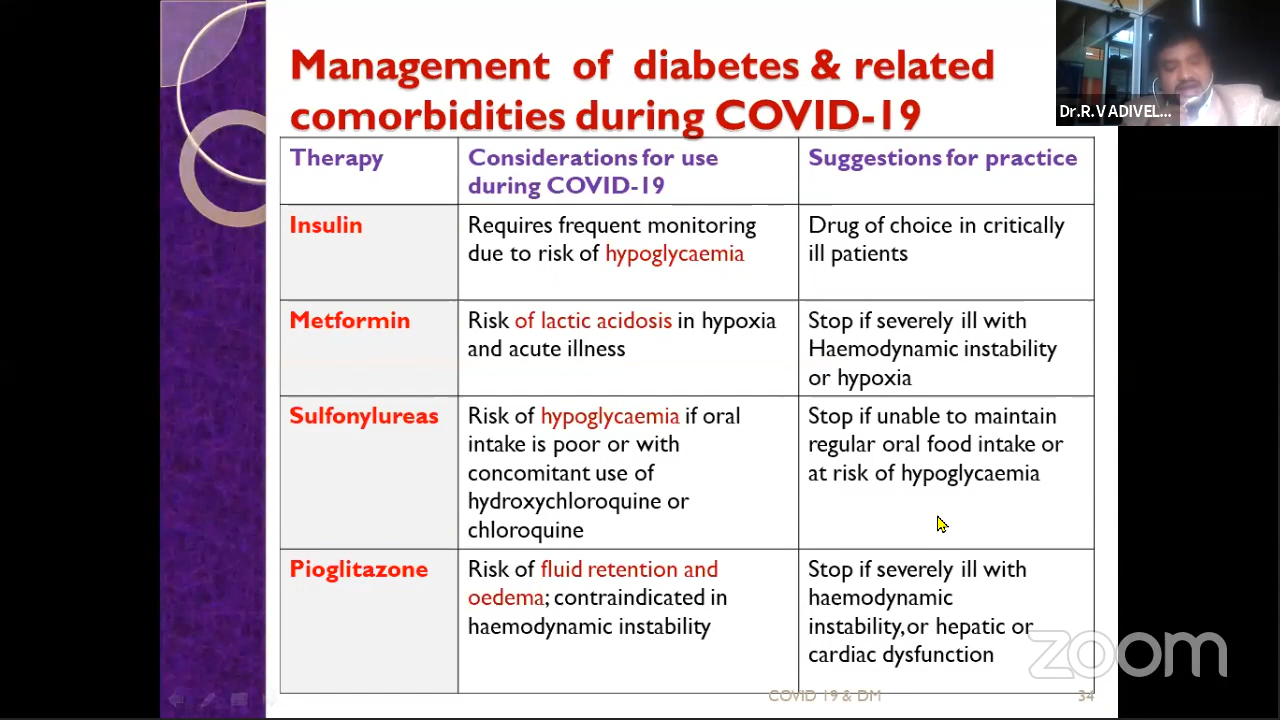 Management of diabetes & related
comorbidities during COVID-19
Dr.R.VADIVEL...
Therapy
Considerations for use
during COVID-19
Suggestions for practice
Insulin
Requires frequent monitoring
due to risk of hypoglycaemia
Drug of choice in critically
ill patients
Metformin
Risk of lactic acidosis in hypoxia
and acute illness
Stop if severely ill with
Haemodynamic instability
or hypoxia
Sulfonylureas
Risk of hypoglycaemia if oral
intake is poor or with
concomitant use of
hydroxychloroquine or
chloroquine
Stop if unable to maintain
regular oral food intake or
at risk of hypoglycaemia
Pioglitazone
Risk of fluid retention and
oedema; contraindicated in
haemodynamic instability
Stop if severely ill with
haemodynamic
instability,or hepatic or
cardiac dysfunction
zoom
COVID 19 & DM
34